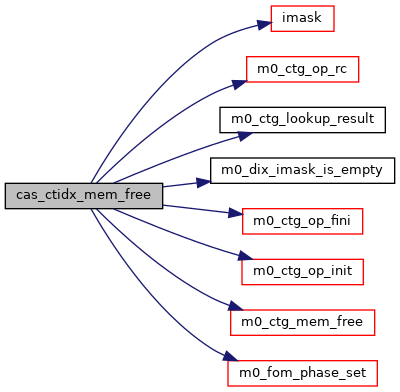 imask
m0_ctg_op_rc
m0_ctg_lookup_result
m0_dix_imask_is_empty
cas_ctidx_mem_free
m0_ctg_op_fini
m0_ctg_op_init
m0_ctg_mem_free
m0_fom_phase_set